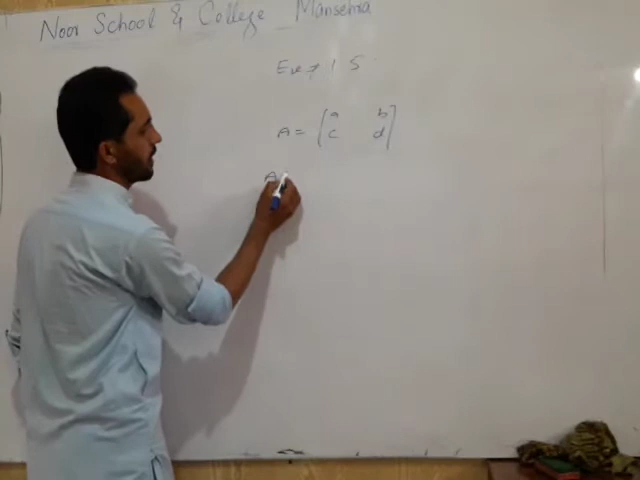 Noor School & College Mansehra
Ex # 1 5
A = [a b
c d]
A